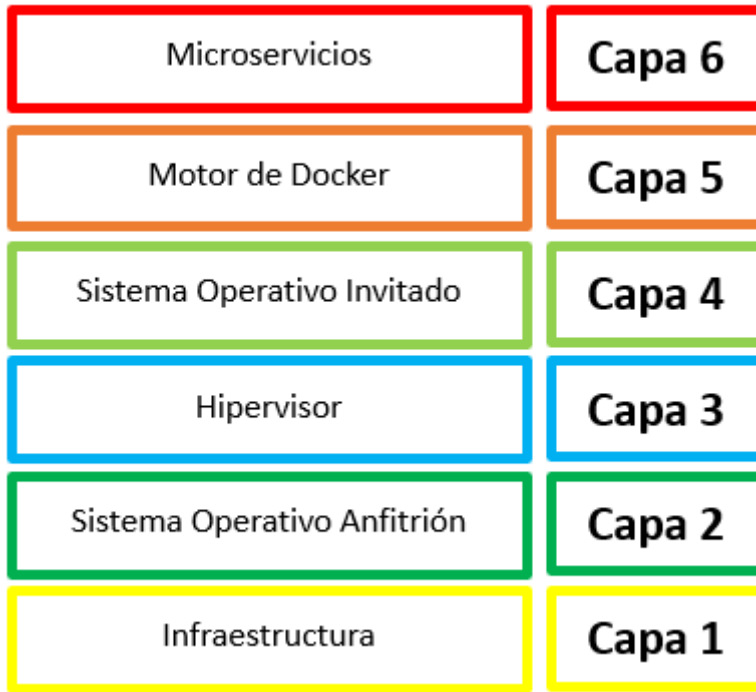 Microservicios
Capa 6
Motor de Docker
Capa 5
Sistema Operativo Invitado
Capa 4
Hipervisor
Capa 3
Sistema Operativo Anfitrión
Capa 2
Infraestructura
Capa 1